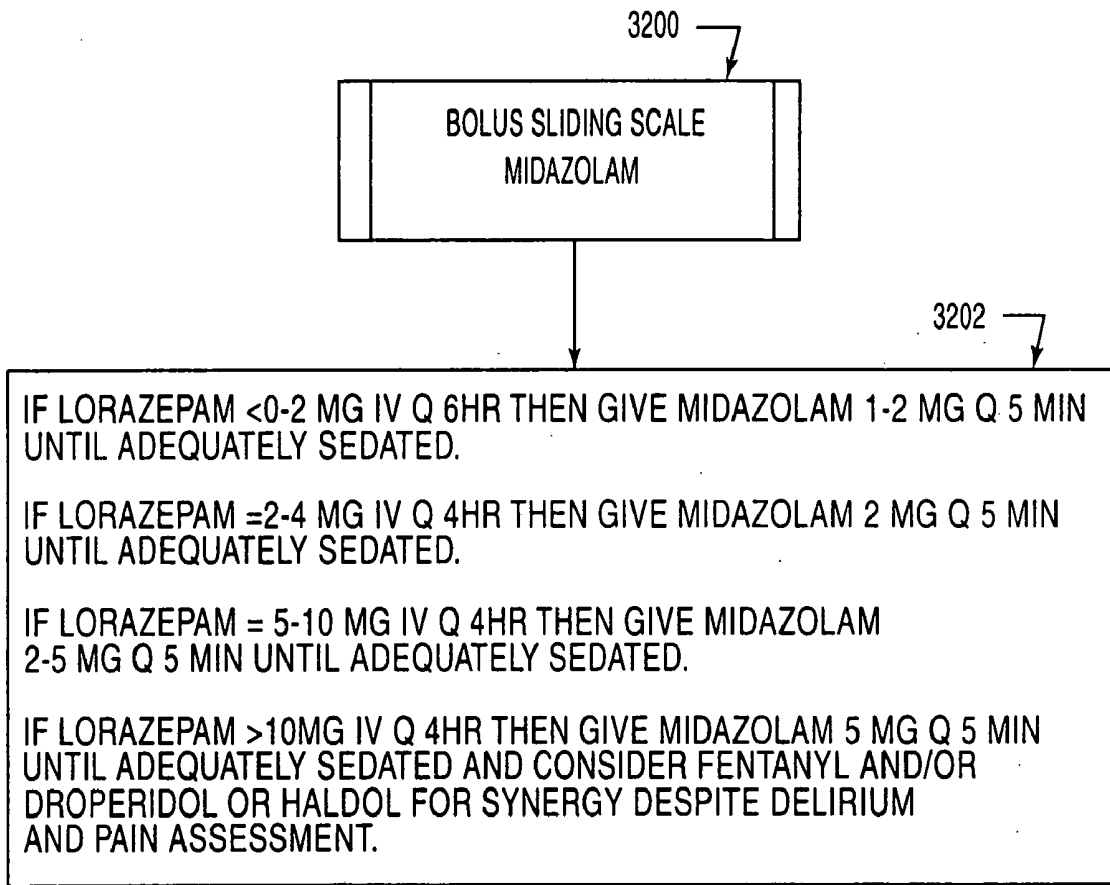 3200
BOLUS SLIDING SCALE
MIDAZOLAM
3202
IF LORAZEPAM <0-2 MG IV Q 6HR THEN GIVE MIDAZOLAM 1-2 MG Q 5 MIN
UNTIL ADEQUATELY SEDATED.
IF LORAZEPAM =2-4 MG IV Q 4HR THEN GIVE MIDAZOLAM 2 MG Q 5 MIN
UNTIL ADEQUATELY SEDATED.
IF LORAZEPAM = 5-10 MG IV Q 4HR THEN GIVE MIDAZOLAM
2-5 MG Q 5 MIN UNTIL ADEQUATELY SEDATED.
IF LORAZEPAM >10MG IV Q 4HR THEN GIVE MIDAZOLAM 5 MG Q 5 MIN
UNTIL ADEQUATELY SEDATED AND CONSIDER FENTANYL AND/OR
DROPERIDOL OR HALDOL FOR SYNERGY DESPITE DELIRIUM
AND PAIN ASSESSMENT.